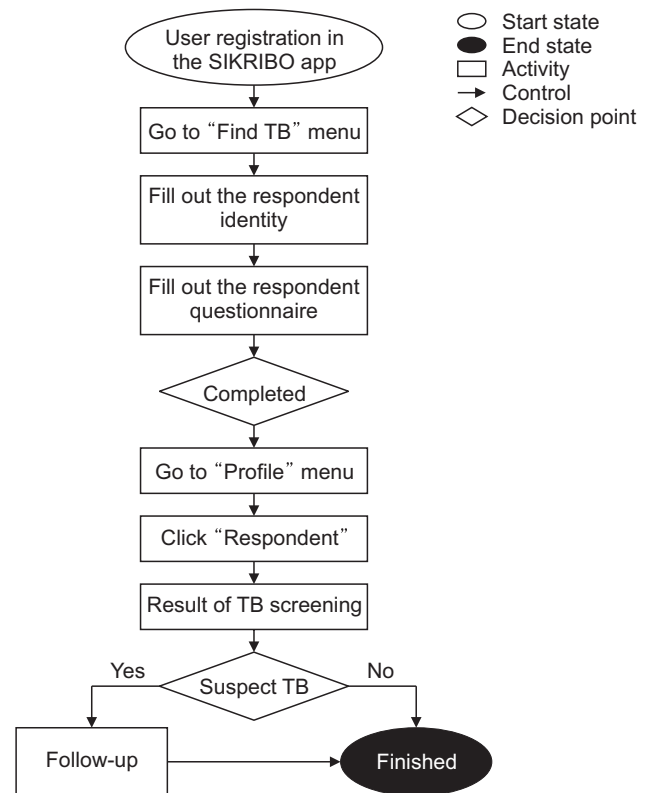 User registration in
the SIKRIBO app
Go to “Find TB” menu
Fill out the respondent
identity
Fill out the respondent
questionnaire
Completed
Go to “Profile” menu
Click “Respondent”
Result of TB screening
Yes
Suspect TB
No
Follow-up
Finished
Start state
End state
Activity
Control
Decision point